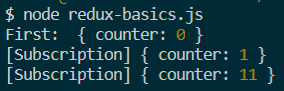 $ node redux-basics.js
First:  { counter: 0 }
[Subscription] { counter: 1 }
[Subscription] { counter: 11 }